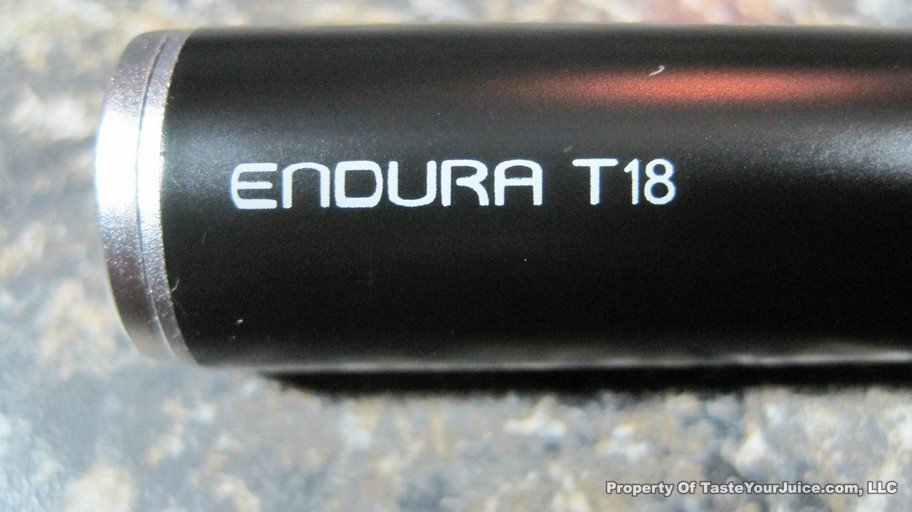 ENDURA T18
Property Of TasteYourJuice.com, LLC